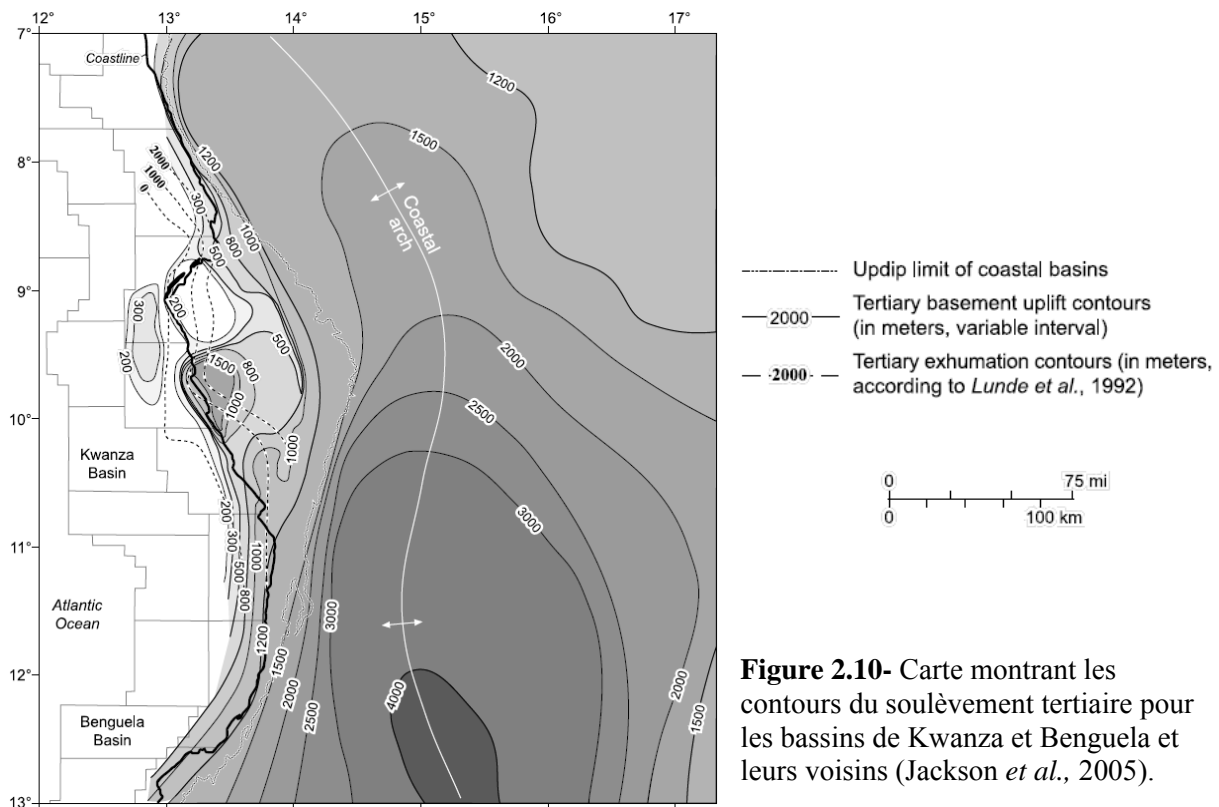 12° 13° 14° 15° 16° 17°
7°
8°
9°
10°
11°
12°
13°
Coastline
1200
1500
1200
2000
1000
0
300
1000
800
500
Coastal
arch
200
300
200
500
1500
800
1000
1000
2000
2500
3000
Kwanza
Basin
200
300
500
800
1000
1200
1500
2000
2500
3000
4000
2000
1500
Atlantic
Ocean
Benguela
Basin
Updip limit of coastal basins
2000
Tertiary basement uplift contours
(in meters, variable interval)
2000
Tertiary exhumation contours (in meters,
according to Lunde et al., 1992)
0 75 mi
0 100 km
Figure 2.10- Carte montrant les
contours du soulèvement tertiaire pour
les bassins de Kwanza et Benguela et
leurs voisins (Jackson et al., 2005).